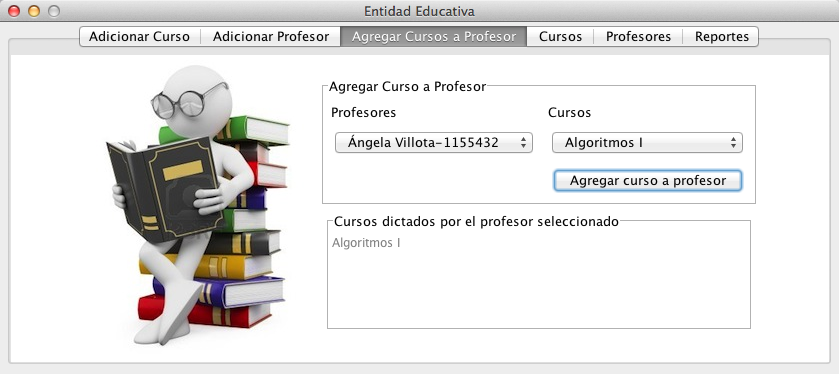 Entidad Educativa
Adicionar Curso Adicionar Profesor Agregar Cursos a Profesor Cursos Profesores Reportes
Agregar Curso a Profesor
Profesores Cursos
Ángela Villota-1155432 Algoritmos I
Agregar curso a profesor
Cursos dictados por el profesor seleccionado
Algoritmos I